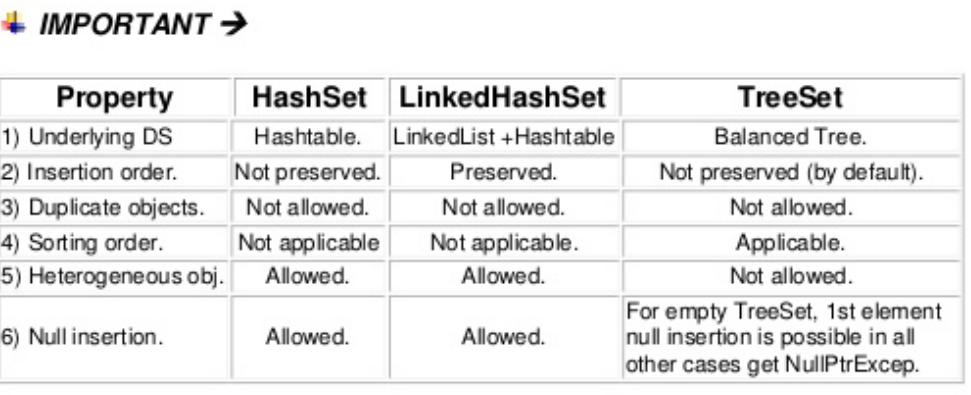 IMPORTANT →
Property HashSet LinkedHashSet TreeSet
1) Underlying DS Hashtable. LinkedList +Hashtable Balanced Tree.
2) Insertion order. Not preserved. Preserved. Not preserved (by default).
3) Duplicate objects. Not allowed. Not allowed. Not allowed.
4) Sorting order. Not applicable Not applicable. Applicable.
5) Heterogeneous obj. Allowed. Allowed. Not allowed.
6) Null insertion. Allowed. Allowed. For empty TreeSet, 1st element
null insertion is possible in all
other cases get NullPtrExcep.